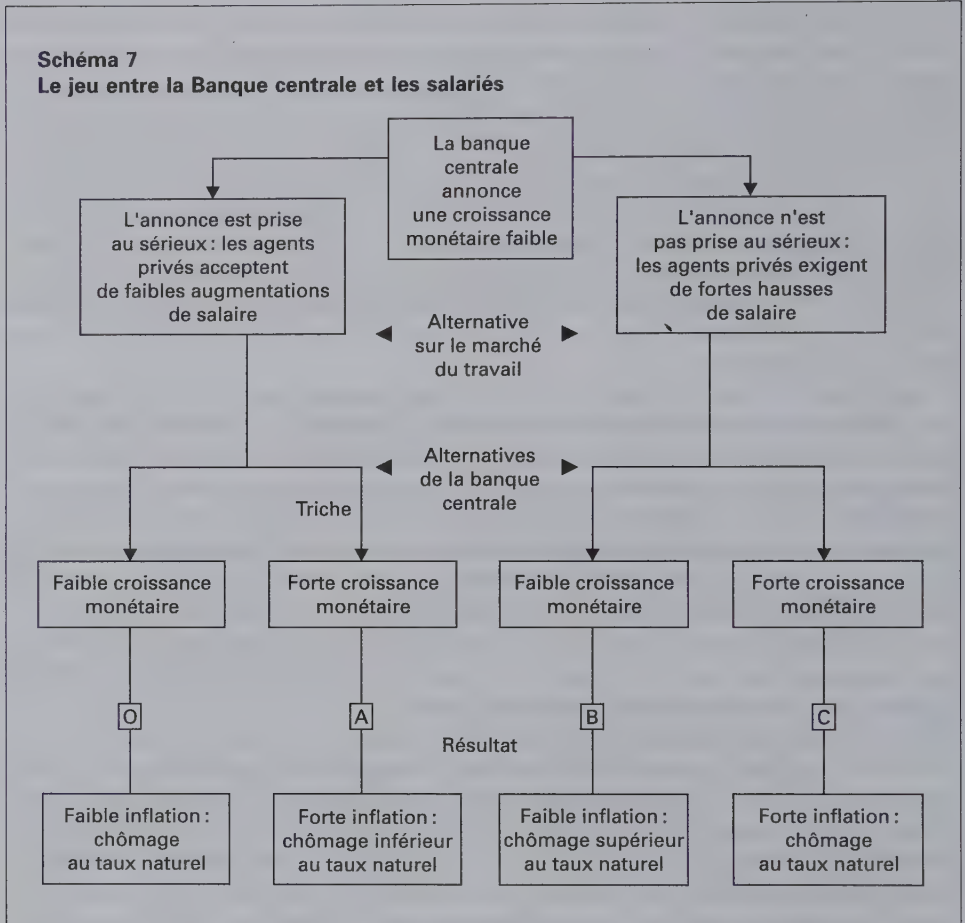 Schéma 7
Le jeu entre la Banque centrale et les salariés
La banque
centrale
annonce
une croissance
monétaire faible
L'annonce est prise
au sérieux : les agents
privés acceptent
de faibles augmentations
de salaire
L'annonce n'est
pas prise au sérieux :
les agents privés exigent
de fortes hausses
de salaire
Alternative
sur le marché
du travail
Alternatives
de la banque
centrale
Triche
Faible croissance
monétaire
Forte croissance
monétaire
Faible croissance
monétaire
Forte croissance
monétaire
O
A
B
C
Résultat
Faible inflation :
chômage
au taux naturel
Forte inflation :
chômage inférieur
au taux naturel
Faible inflation :
chômage supérieur
au taux naturel
Forte inflation :
chômage
au taux naturel